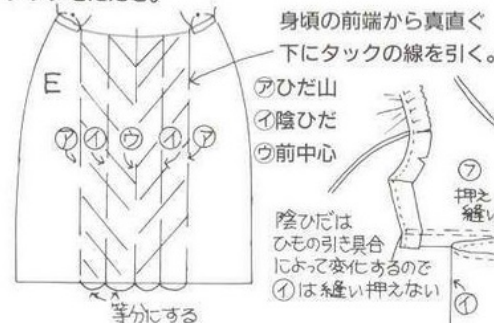 身頃の前端から真直ぐ
下にタックの線を引く。
E
㋐ひだ山
㋑陰ひだ
㋒前中心
㋐ ㋑ ㋒ ㋑ ㋐
陰ひだは
ひもの引き具合
によって変化するので
㋑は縫い押えない
押え
縫い
㋑
等分にする